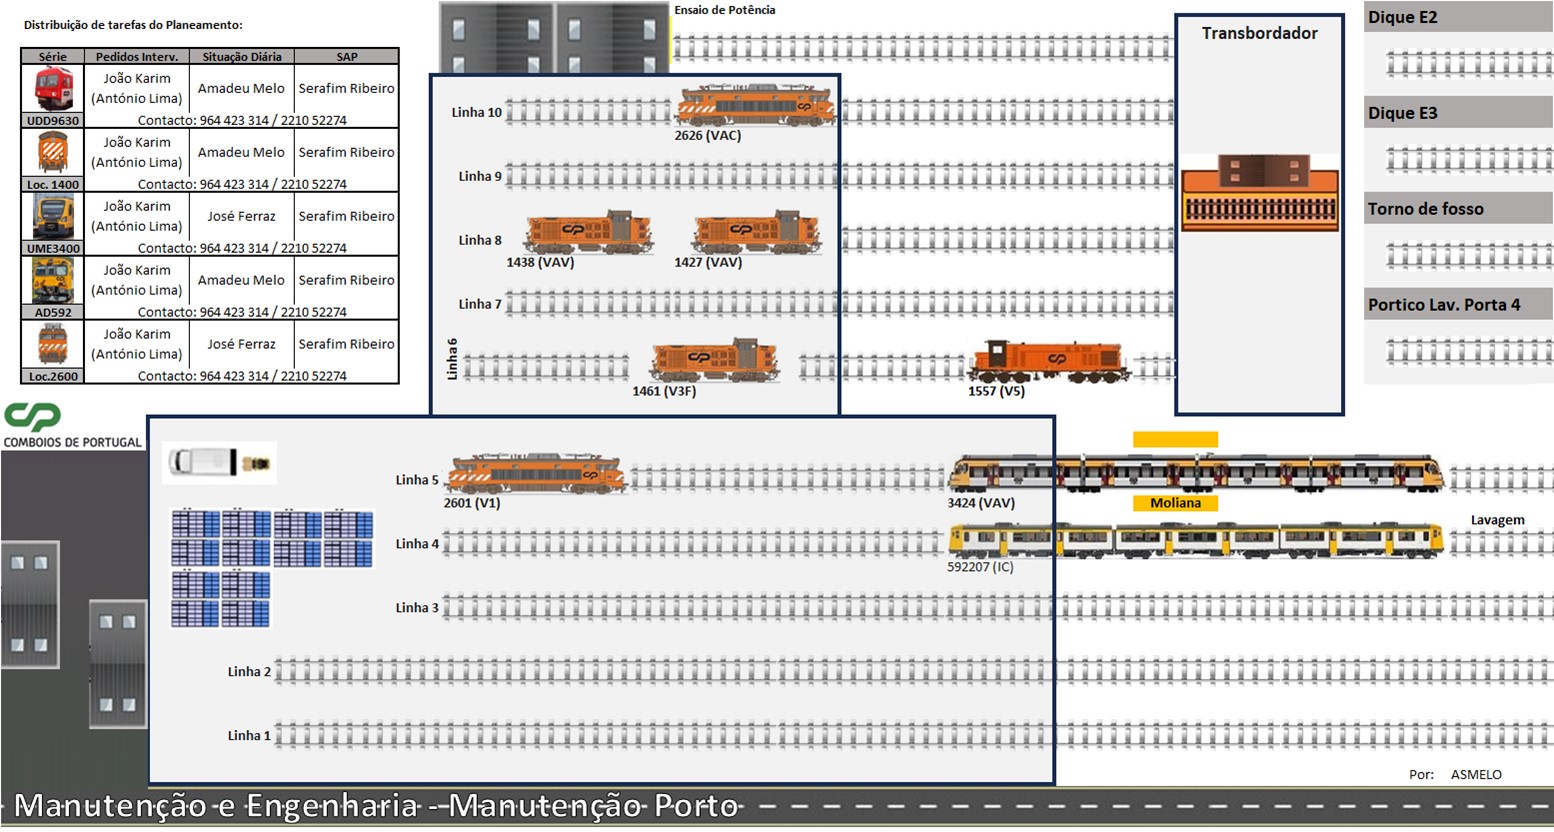 Distribuição de tarefas do Planeamento:
Série Pedidos Interv. Situação Diária SAP
João Karim
(António Lima) Amadeu Melo Serafim Ribeiro
UDD9630 Contacto: 964 423 314 / 2210 52274
João Karim
(António Lima) Amadeu Melo Serafim Ribeiro
Loc. 1400 Contacto: 964 423 314 / 2210 52274
João Karim
(António Lima) José Ferraz Serafim Ribeiro
UME3400 Contacto: 964 423 314 / 2210 52274
João Karim
(António Lima) Amadeu Melo Serafim Ribeiro
AD592 Contacto: 964 423 314 / 2210 52274
João Karim
(António Lima) José Ferraz Serafim Ribeiro
Loc.2600 Contacto: 964 423 314 / 2210 52274
CP
COMBOIOS DE PORTUGAL
Ensaio de Potência
Linha 10
2626 (VAC)
Linha 9
Linha 8
1438 (VAV) 1427 (VAV)
Linha 7
Linha 6
1461 (V3F) 1557 (V5)
Transbordador
Dique E2
Dique E3
Torno de fosso
Portico Lav. Porta 4
Linha 5
2601 (V1) 3424 (VAV) Moliana
Lavagem
Linha 4
592207 (IC)
Linha 3
Linha 2
Linha 1
Por: ASMELO
Manutenção e Engenharia - Manutenção Porto